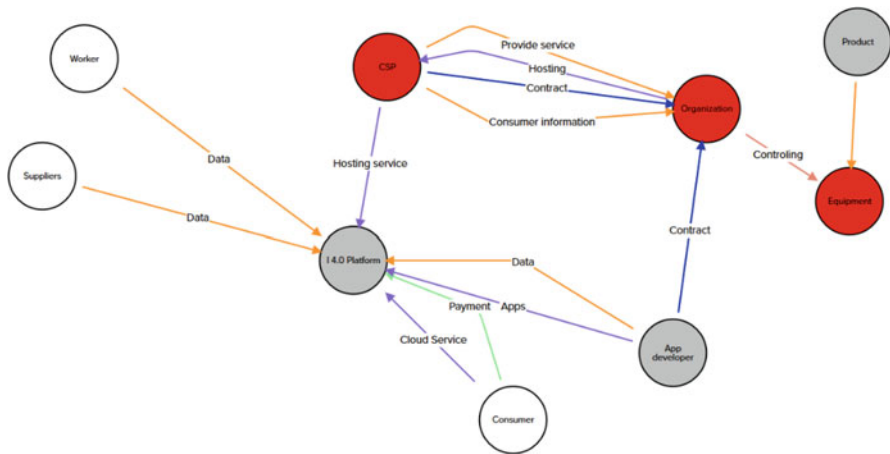 Product
Worker
Provide service
CSP
Hosting
Contract
Organization
Consumer information
Data
Hosting service
Controling
Suppliers
Equipment
Data
Contract
I 4.0 Platform
Data
Payment
Apps
Cloud Service
App
developer
Consumer